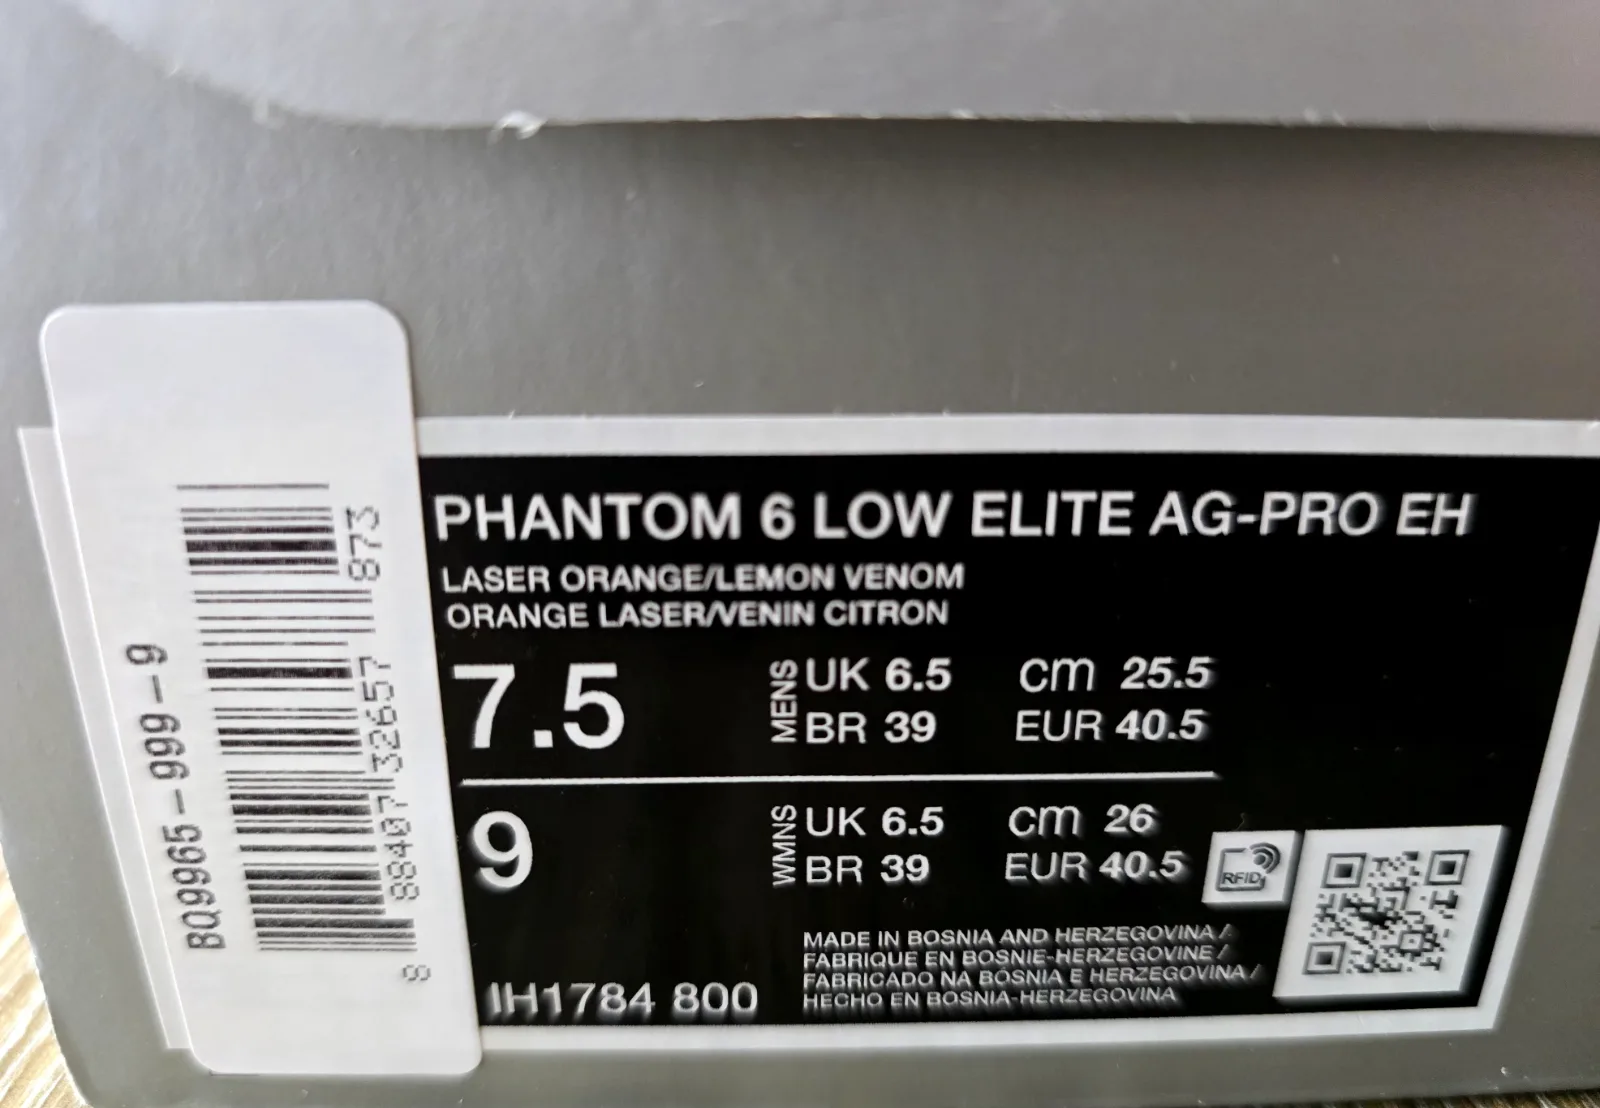 BQ9965-999-9
8 88407 32657 873
PHANTOM 6 LOW ELITE AG-PRO EH
LASER ORANGE/LEMON VENOM
ORANGE LASER/VENIN CITRON
7.5
MENS
UK 6.5 cm 25.5
BR 39 EUR 40.5
9
WMNS
UK 6.5 cm 26
BR 39 EUR 40.5
RFID
IH1784 800
MADE IN BOSNIA AND HERZEGOVINA /
FABRIQUE EN BOSNIE-HERZEGOVINE /
FABRICADO NA BÓSNIA E HERZEGOVINA /
HECHO EN BOSNIA-HERZEGOVINA